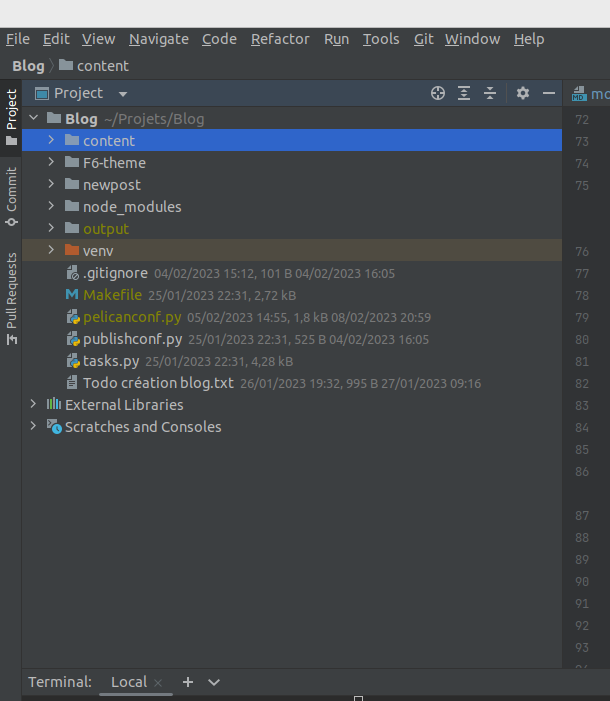 File Edit View Navigate Code Refactor Run Tools Git Window Help
Blog content
Project
Project
Commit
Pull Requests
Blog ~/Projets/Blog
content
F6-theme
newpost
node_modules
output
venv
.gitignore 04/02/2023 15:12, 101 B 04/02/2023 16:05
Makefile 25/01/2023 22:31, 2,72 kB
pelicanconf.py 05/02/2023 14:55, 1,8 kB 08/02/2023 20:59
publishconf.py 25/01/2023 22:31, 525 B 04/02/2023 16:05
tasks.py 25/01/2023 22:31, 4,28 kB
Todo création blog.txt 26/01/2023 19:32, 995 B 27/01/2023 09:16
External Libraries
Scratches and Consoles
MD
72
73
74
75
76
77
78
79
80
81
82
83
84
85
86
87
88
89
90
91
92
93
Terminal: Local × +